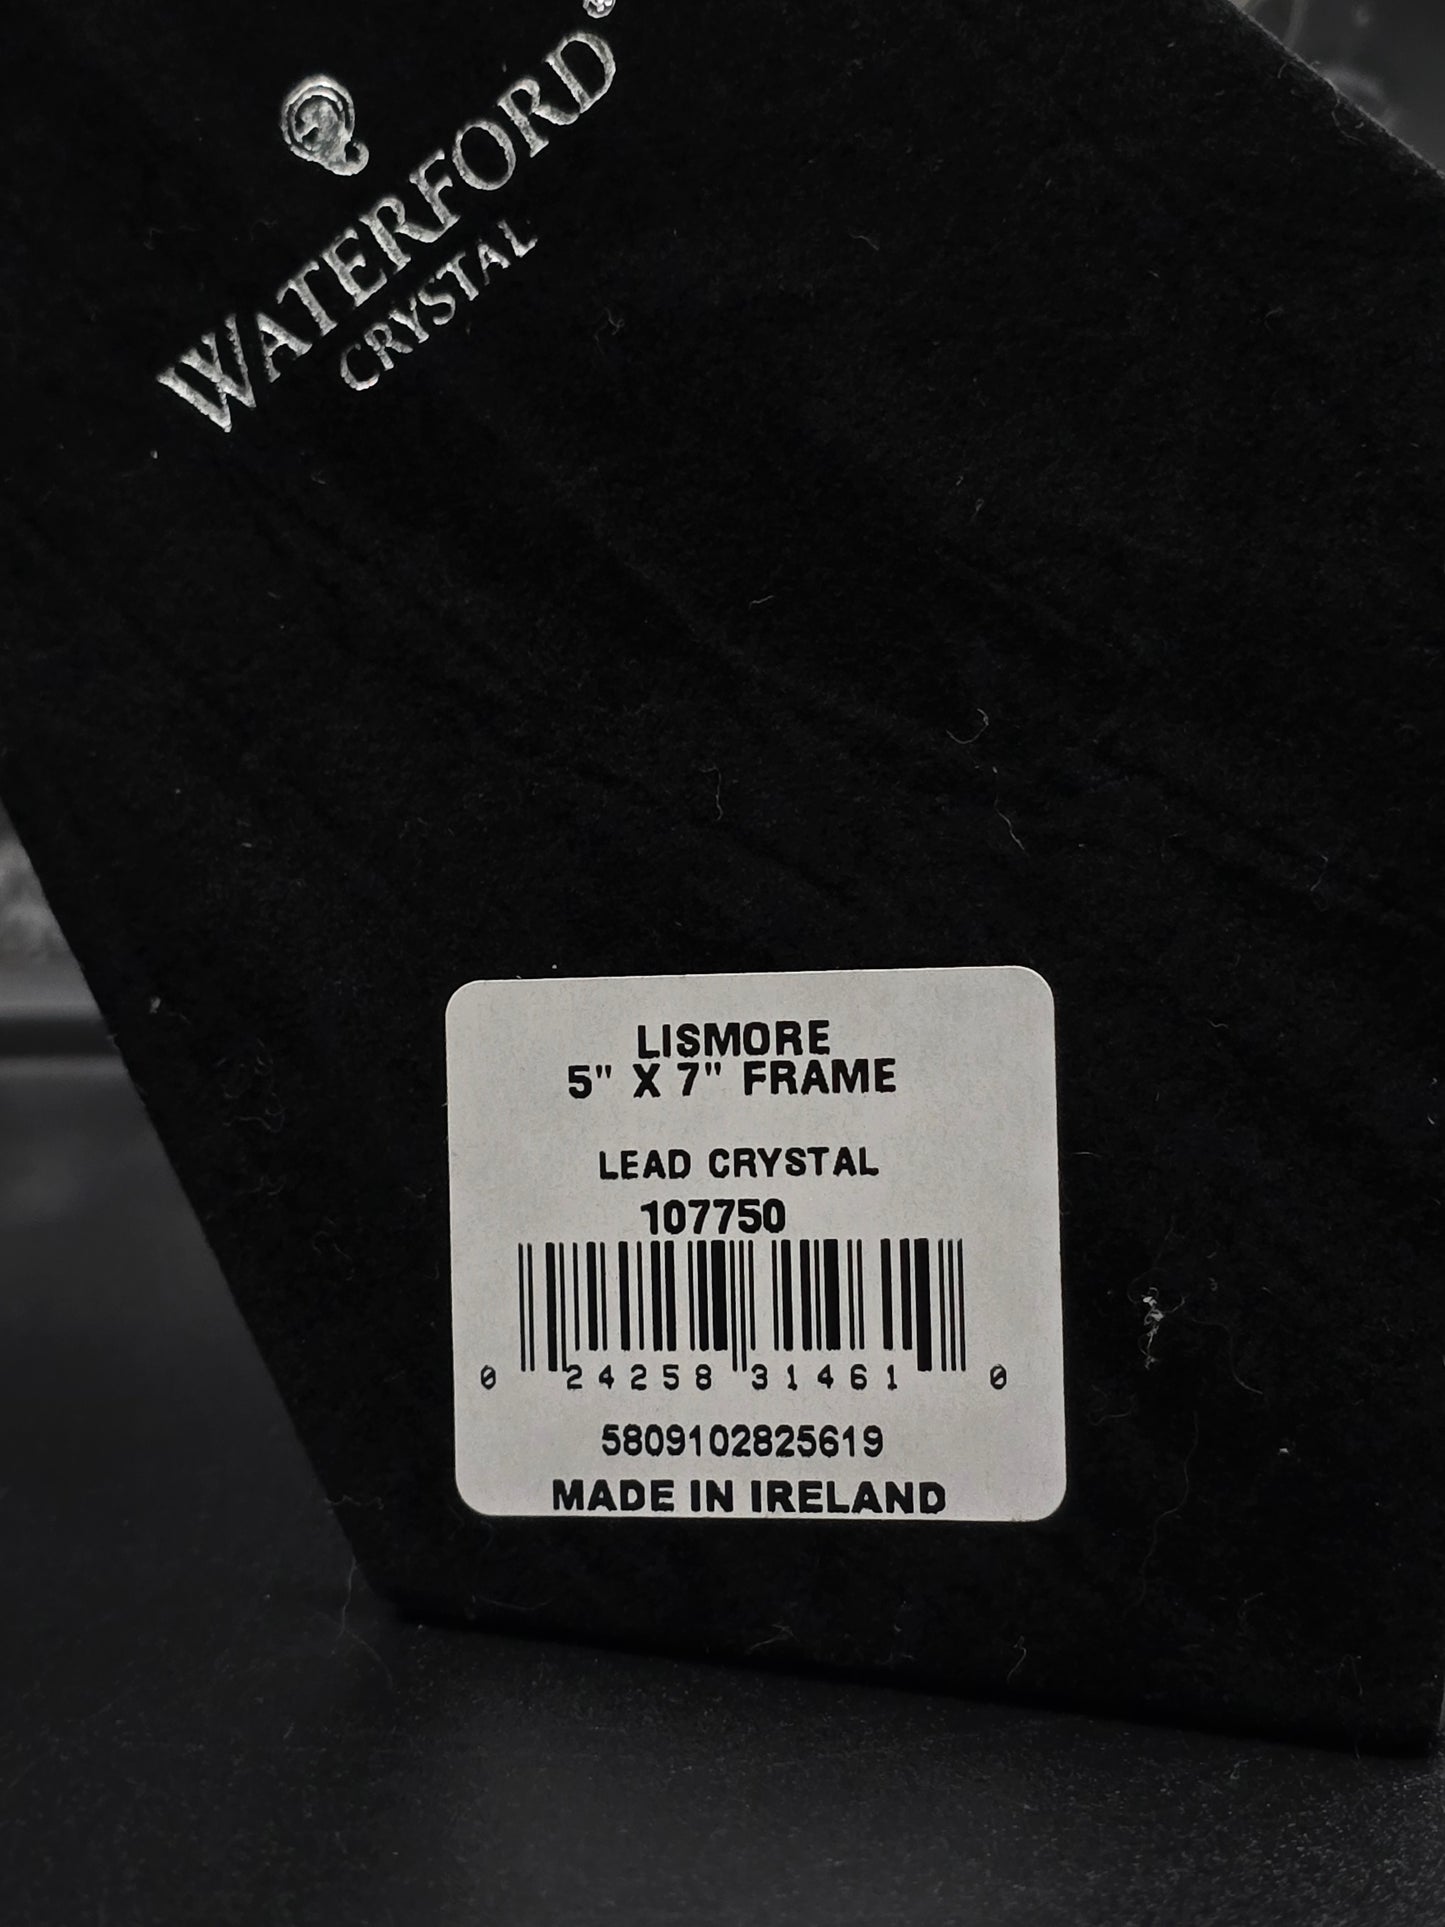 WATERFORD®
CRYSTAL
LISMORE
5" X 7" FRAME
LEAD CRYSTAL
107750
0 24258 31461 0
5809102825619
MADE IN IRELAND